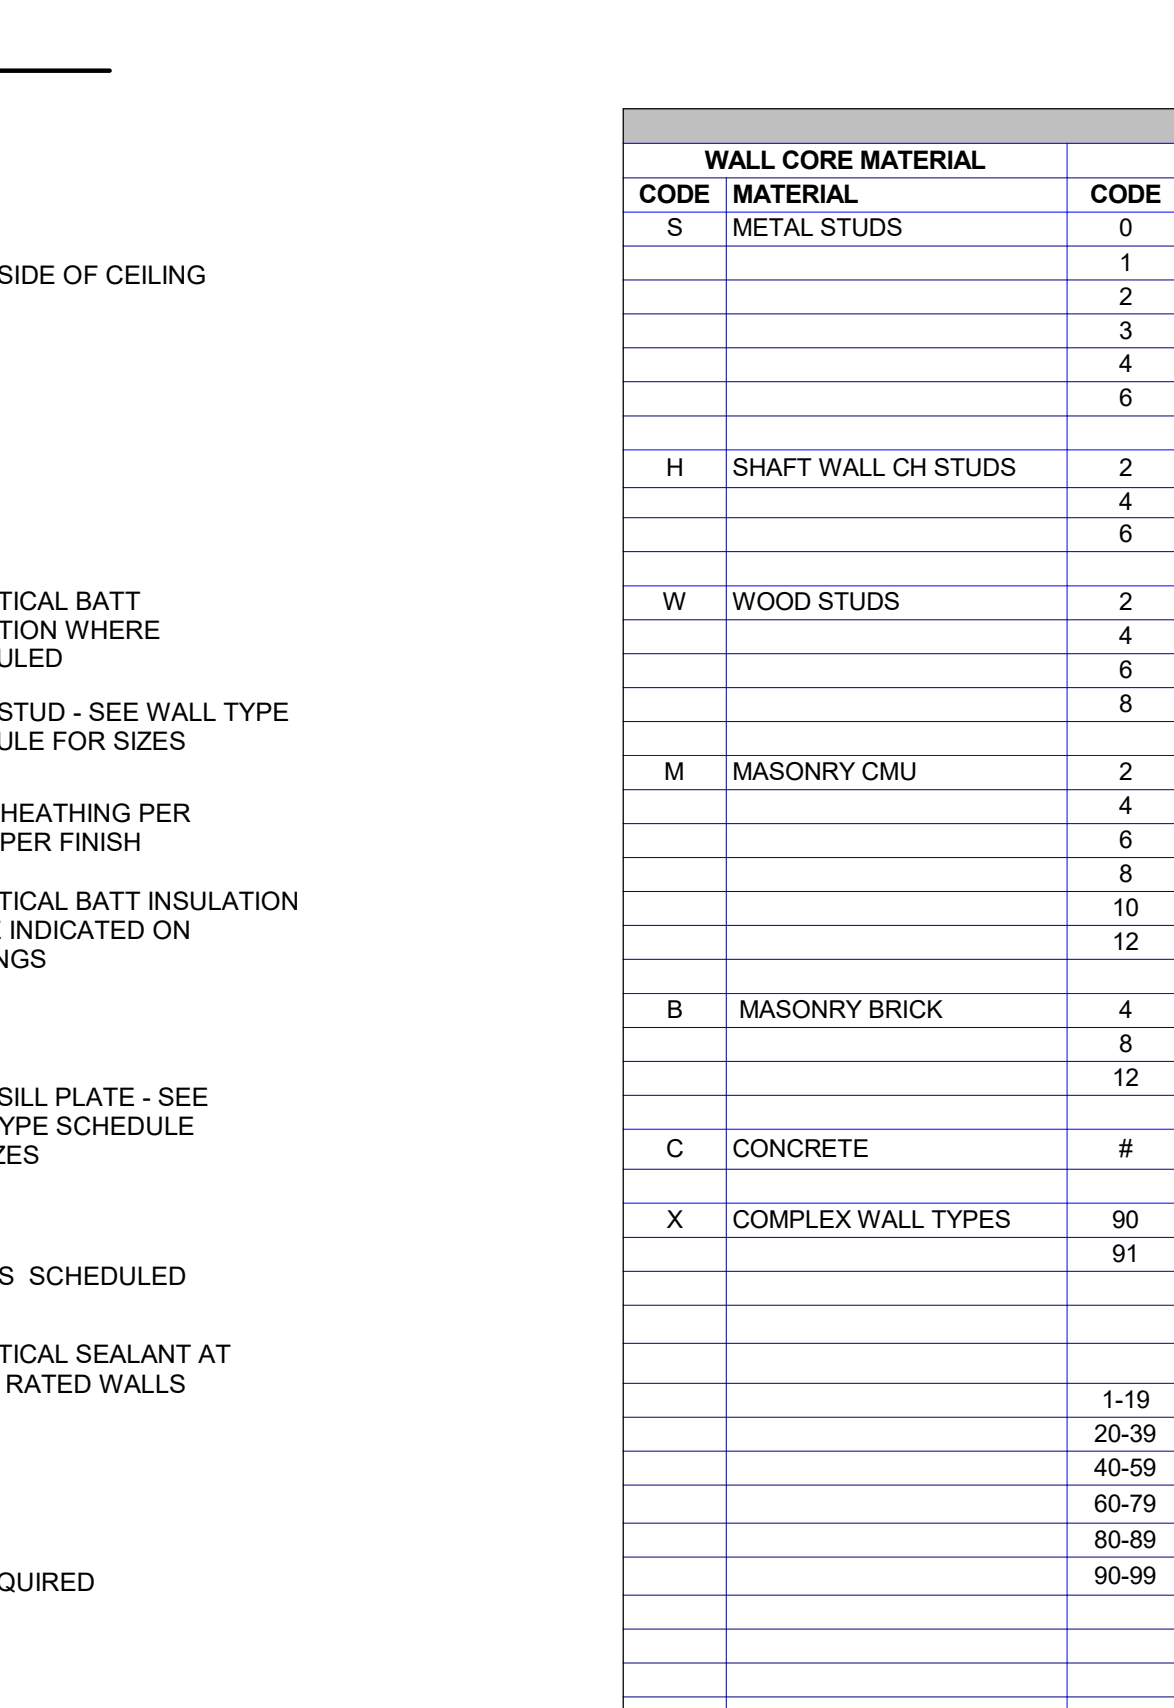 SIDE OF CEILING
TICAL BATT
TION WHERE
ULED
STUD - SEE WALL TYPE
ULE FOR SIZES
HEATHING PER
PER FINISH
TICAL BATT INSULATION
E INDICATED ON
NGS
SILL PLATE - SEE
YPE SCHEDULE
ZES
S SCHEDULED
TICAL SEALANT AT
RATED WALLS
QUIRED
WALL CORE MATERIAL
CODE MATERIAL CODE
S METAL STUDS 0
1
2
3
4
6
H SHAFT WALL CH STUDS 2
4
6
W WOOD STUDS 2
4
6
8
M MASONRY CMU 2
4
6
8
10
12
B MASONRY BRICK 4
8
12
C CONCRETE #
X COMPLEX WALL TYPES 90
91
1-19
20-39
40-59
60-79
80-89
90-99